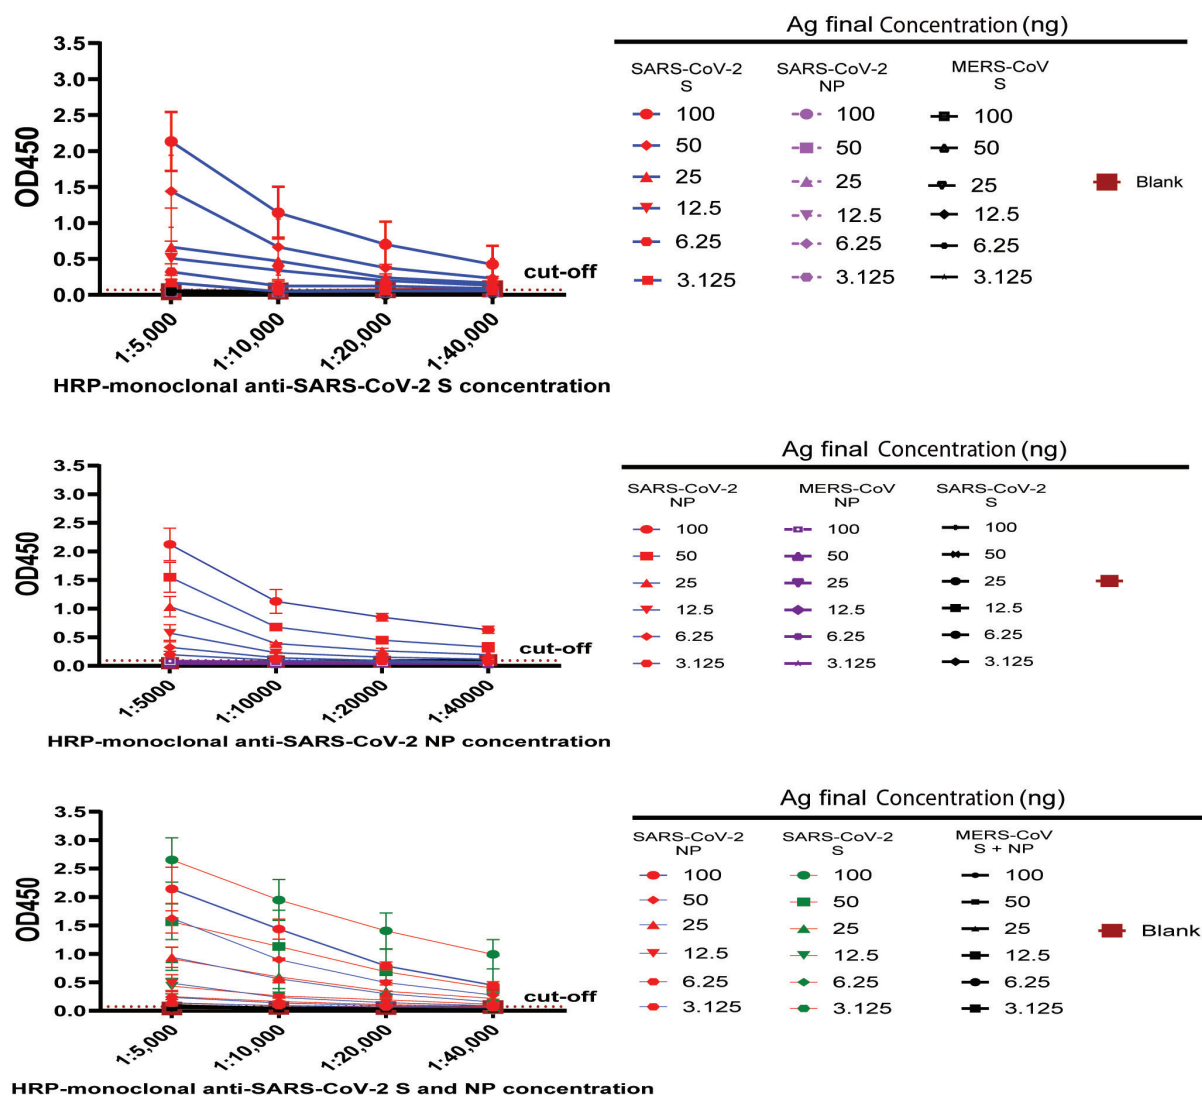 Ag final Concentration (ng)
SARS-CoV-2 S
SARS-CoV-2 NP
MERS-CoV S
100 100 100
50 50 50
25 25 25
12.5 12.5 12.5
6.25 6.25 6.25
3.125 3.125 3.125
Blank
OD450
3.5
3.0
2.5
2.0
1.5
1.0
0.5
0.0
cut-off
1:5,000 1:10,000 1:20,000 1:40,000
HRP-monoclonal anti-SARS-CoV-2 S concentration
Ag final Concentration (ng)
SARS-CoV-2 NP
MERS-CoV NP
SARS-CoV-2 S
100 100 100
50 50 50
25 25 25
12.5 12.5 12.5
6.25 6.25 6.25
3.125 3.125 3.125
OD450
3.5
3.0
2.5
2.0
1.5
1.0
0.5
0.0
cut-off
1:5000 1:10000 1:20000 1:40000
HRP-monoclonal anti-SARS-CoV-2 NP concentration
Ag final Concentration (ng)
SARS-CoV-2 NP
SARS-CoV-2 S
MERS-CoV S + NP
100 100 100
50 50 50
25 25 25
12.5 12.5 12.5
6.25 6.25 6.25
3.125 3.125 3.125
Blank
OD450
3.5
3.0
2.5
2.0
1.5
1.0
0.5
0.0
cut-off
1:5,000 1:10,000 1:20,000 1:40,000
HRP-monoclonal anti-SARS-CoV-2 S and NP concentration